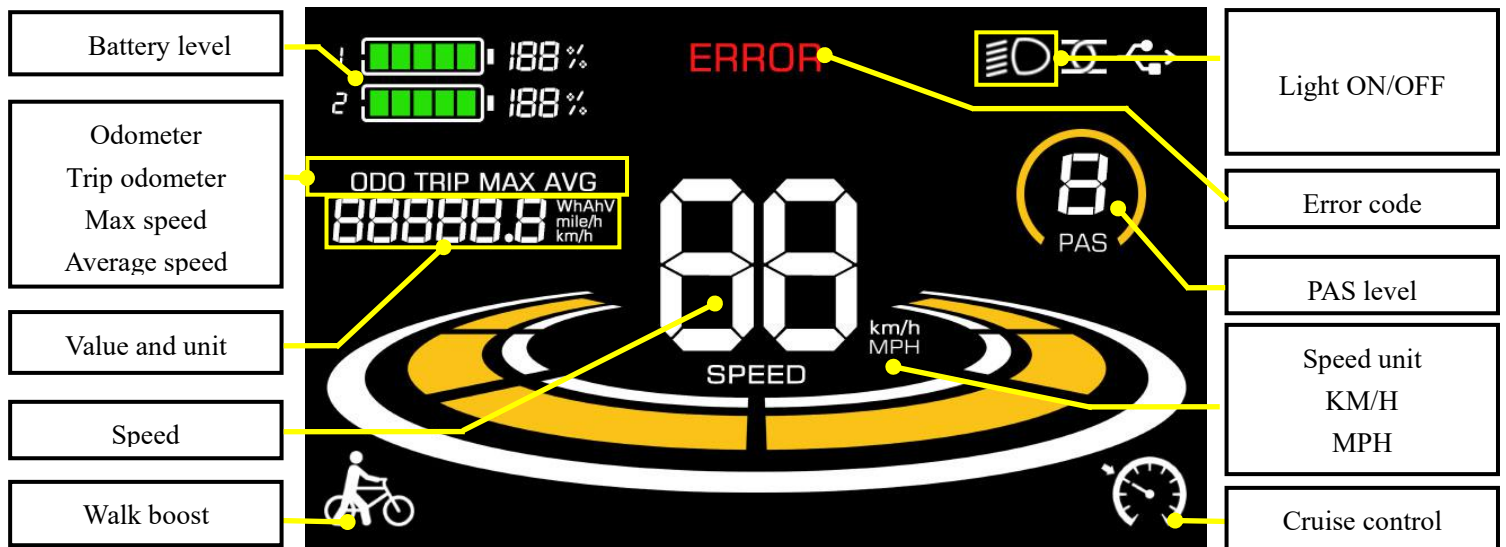 Battery level
Odometer
Trip odometer
Max speed
Average speed
Value and unit
Speed
Walk boost
1 188 %
2 188 %
ERROR
ODO TRIP MAX AVG
88888.8
WhAhV
mile/h
km/h
88
km/h
MPH
SPEED
8
PAS
Light ON/OFF
Error code
PAS level
Speed unit
KM/H
MPH
Cruise control